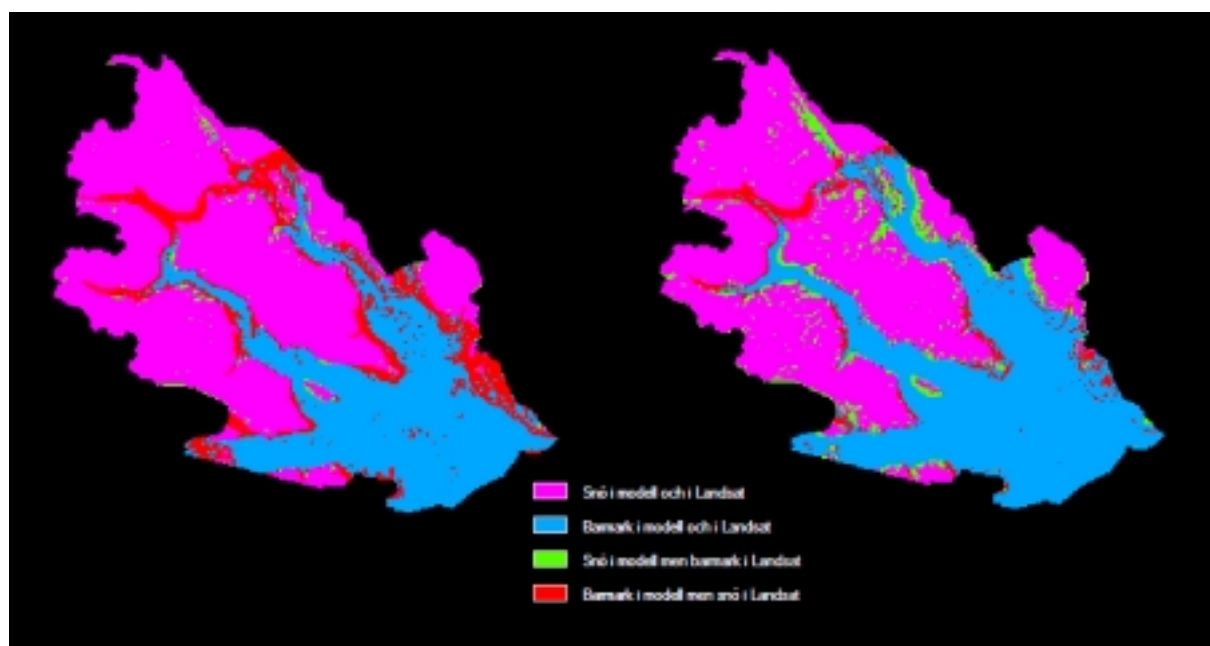 Snö i modell och i Landsat
Barmark i modell och i Landsat
Snö i modell men barmark i Landsat
Barmark i modell men snö i Landsat